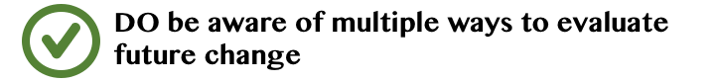 DO be aware of multiple ways to evaluate
future change